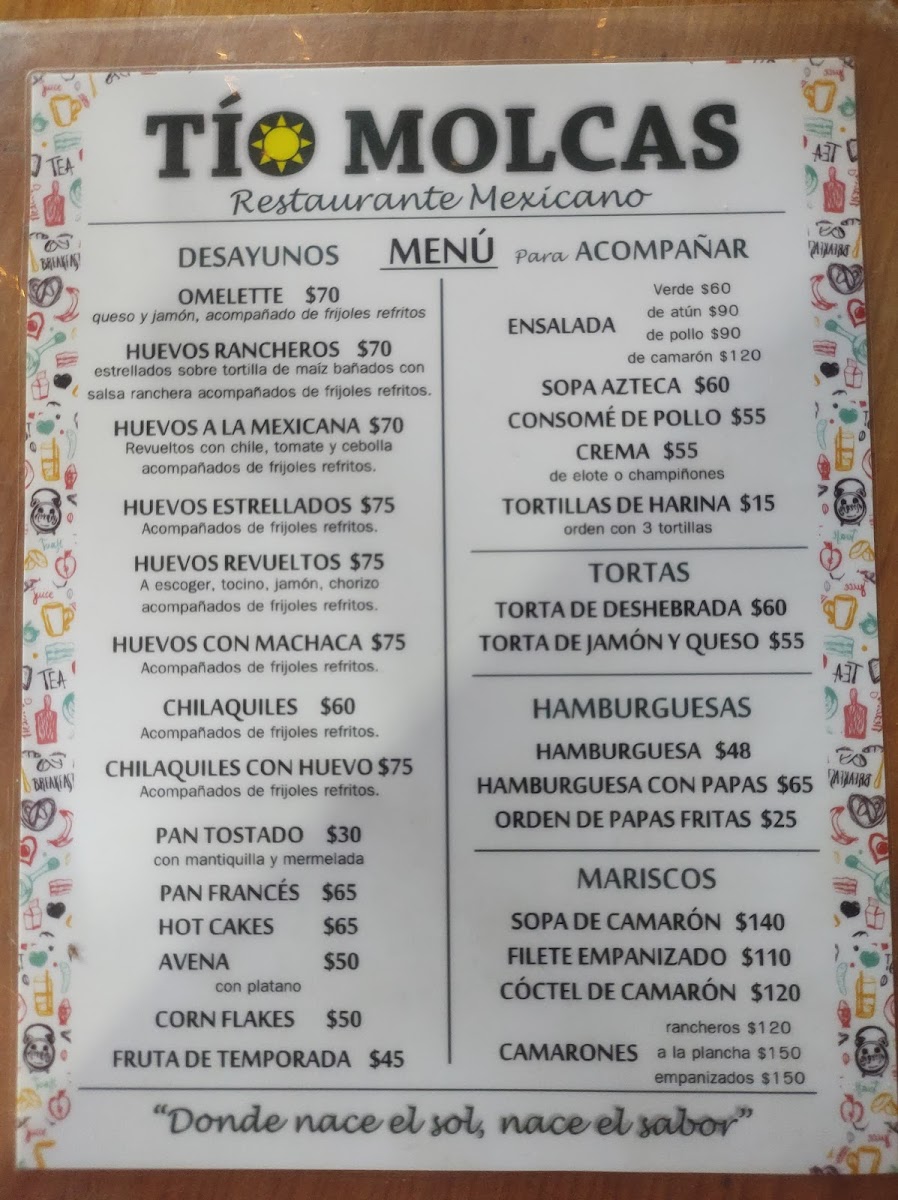 TÍO MOLCAS
Restaurante Mexicano
MENÚ
DESAYUNOS
OMELETTE $70
queso y jamón, acompañado de frijoles refritos
HUEVOS RANCHEROS $70
estrellados sobre tortilla de maíz bañados con
salsa ranchera acompañados de frijoles refritos.
HUEVOS A LA MEXICANA $70
Revueltos con chile, tomate y cebolla
acompañados de frijoles refritos.
HUEVOS ESTRELLADOS $75
Acompañados de frijoles refritos.
HUEVOS REVUELTOS $75
A escoger, tocino, jamón, chorizo
acompañados de frijoles refritos.
HUEVOS CON MACHACA $75
Acompañados de frijoles refritos.
CHILAQUILES $60
Acompañados de frijoles refritos.
CHILAQUILES CON HUEVO $75
Acompañados de frijoles refritos.
PAN TOSTADO $30
con mantiquilla y mermelada
PAN FRANCÉS $65
HOT CAKES $65
AVENA $50
con platano
CORN FLAKES $50
FRUTA DE TEMPORADA $45
Para ACOMPAÑAR
ENSALADA
Verde $60
de atún $90
de pollo $90
de camarón $120
SOPA AZTECA $60
CONSOMÉ DE POLLO $55
CREMA $55
de elote o champiñones
TORTILLAS DE HARINA $15
orden con 3 tortillas
TORTAS
TORTA DE DESHEBRADA $60
TORTA DE JAMÓN Y QUESO $55
HAMBURGUESAS
HAMBURGUESA $48
HAMBURGUESA CON PAPAS $65
ORDEN DE PAPAS FRITAS $25
MARISCOS
SOPA DE CAMARÓN $140
FILETE EMPANIZADO $110
CÓCTEL DE CAMARÓN $120
CAMARONES
rancheros $120
a la plancha $150
empanizados $150
“Donde nace el sol, nace el sabor”
TEA
TEA
TEA
TEA